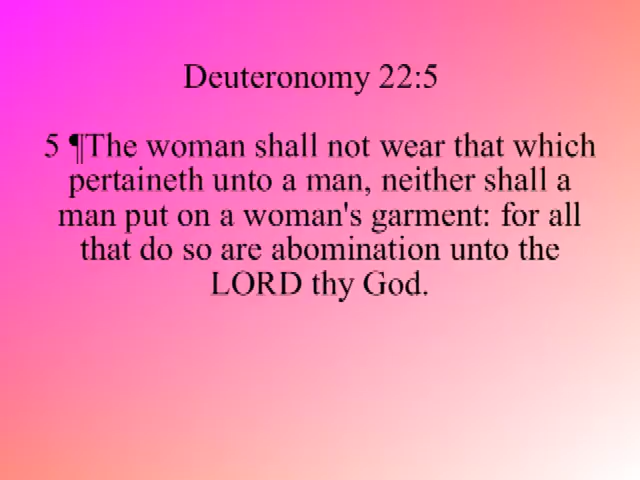 Deuteronomy 22:5
5 ¶The woman shall not wear that which
pertaineth unto a man, neither shall a
man put on a woman's garment: for all
that do so are abomination unto the
LORD thy God.